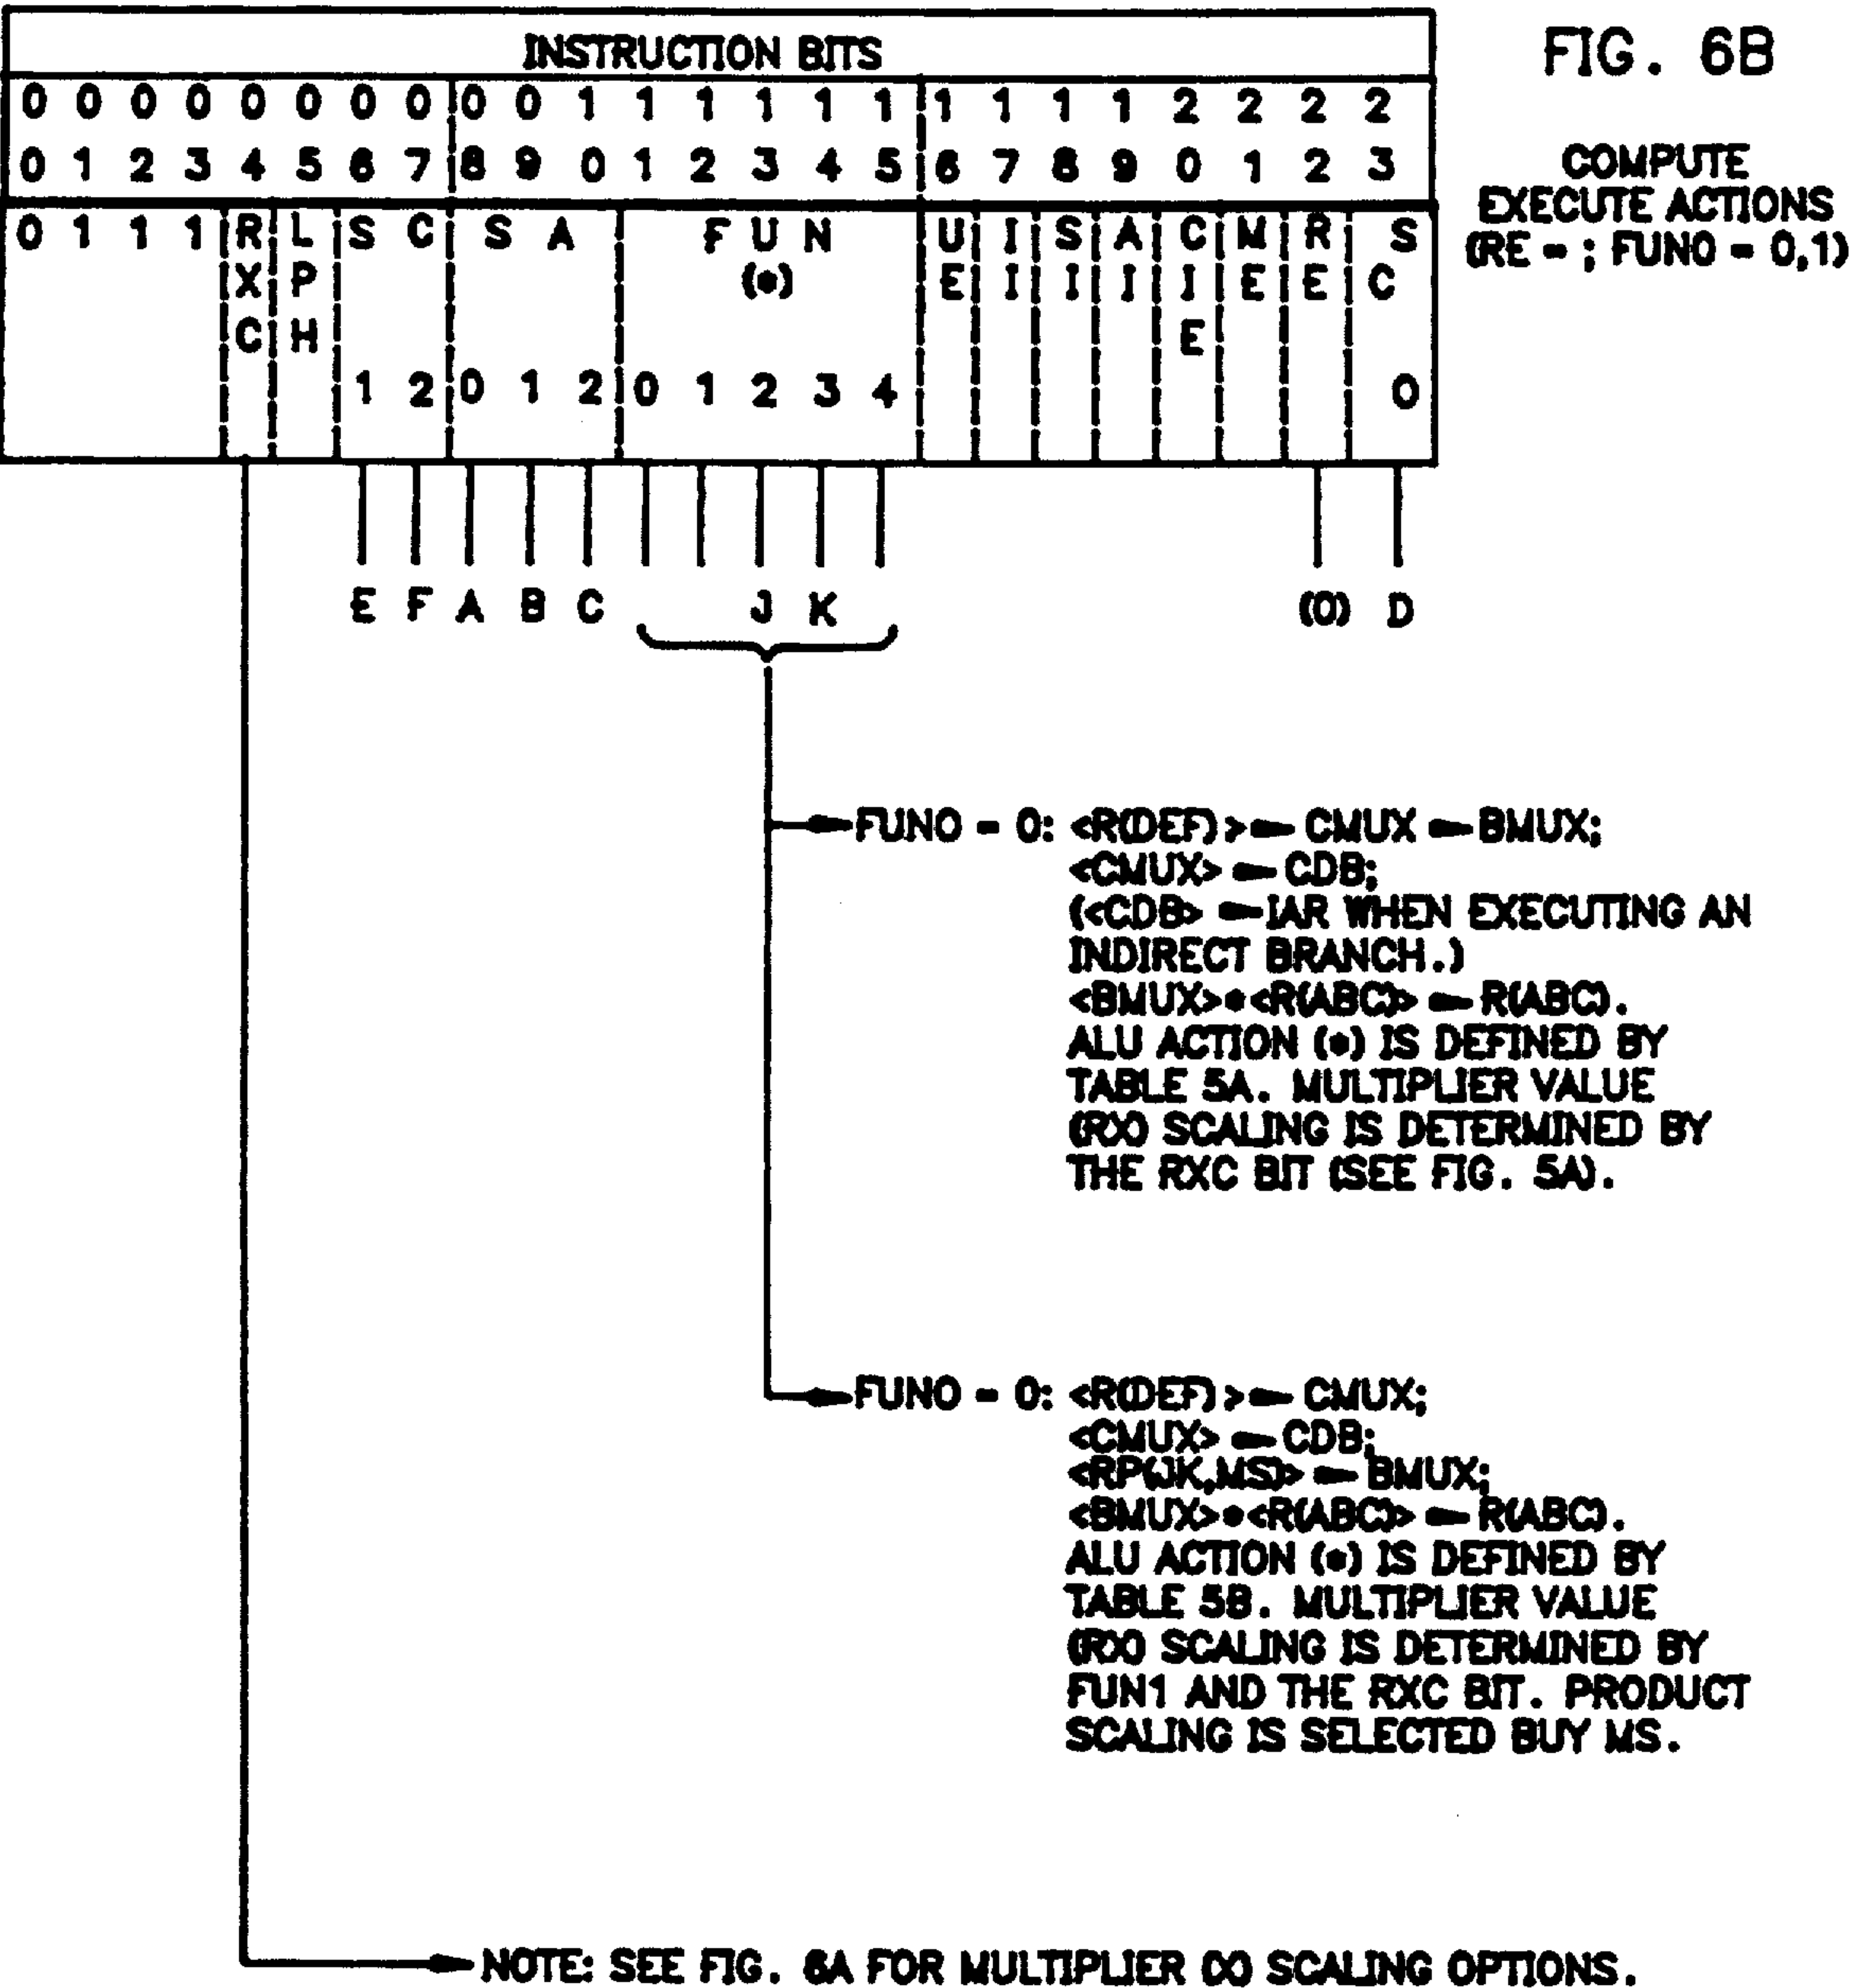 FIG. 6B
COMPUTE
EXECUTE ACTIONS
(RE = ; FUN0 = 0,1)
INSTRUCTION BITS
0 0 0 0 0 0 0 0 0 0 1 1 1 1 1 1 1 1 1 1 2 2 2 2
0 1 2 3 4 5 6 7 8 9 0 1 2 3 4 5 6 7 8 9 0 1 2 3
0 1 1 1 R L S C S A F U N U I S A C M R S
X P (*) E I I I I E E C
C H E
1 2 0 1 2 0 1 2 3 4 0
E F A B C J K (0) D
FUN0 = 0: <R(DEF)> → CMUX → BMUX;
<CMUX> → CDB;
(<CDB> → IAR WHEN EXECUTING AN
INDIRECT BRANCH.)
<BMUX>*<R(ABC)> → R(ABC).
ALU ACTION (*) IS DEFINED BY
TABLE 5A. MULTIPLIER VALUE
(RX) SCALING IS DETERMINED BY
THE RXC BIT (SEE FIG. 5A).
FUN0 = 0: <R(DEF)> → CMUX;
<CMUX> → CDB;
<RP(JK,MS)> → BMUX;
<BMUX>*<R(ABC)> → R(ABC).
ALU ACTION (*) IS DEFINED BY
TABLE 5B. MULTIPLIER VALUE
(RX) SCALING IS DETERMINED BY
FUN1 AND THE RXC BIT. PRODUCT
SCALING IS SELECTED BUY MS.
NOTE: SEE FIG. 6A FOR MULTIPLIER (X) SCALING OPTIONS.